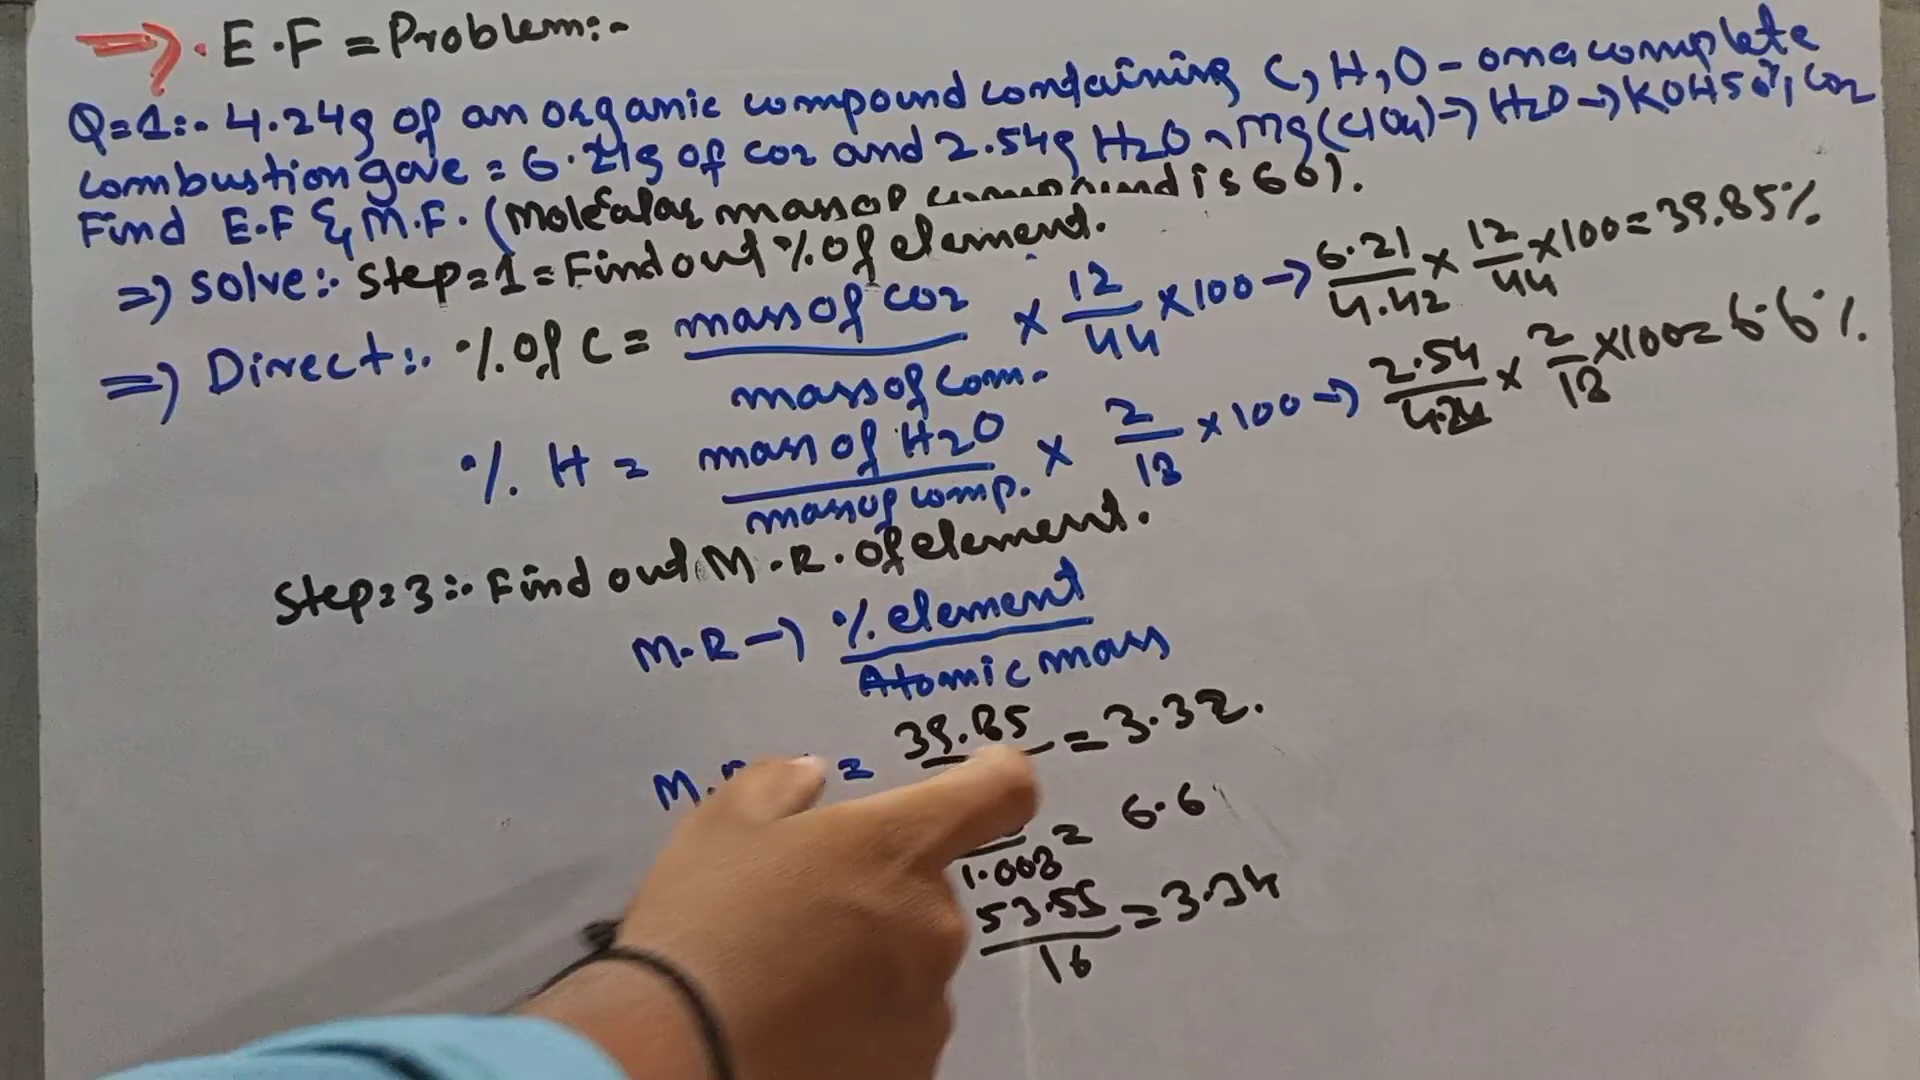 E.F = Problem:-
Q=1:- 4.24g of an organic compound containing C, H, O - on a complete
combustion gave = 6.21g of CO2 and 2.54g H2O Mg(ClO4) → H2O → KOH 50%, CO2
Find E.F & M.F. (Molecular mass of compound is 60).
=> Solve:- Step=1= Find out % of element.
=> Direct:- % of C = mass of CO2 / mass of com. × 12/44 × 100 → 6.21/4.42 × 12/44 × 100 = 39.85%
% H = mass of H2O / mass of comp. × 2/18 × 100 → 2.54/4.24 × 2/18 × 100 = 6.6%
Step=3:- Find out M.R. of element.
M.R → % element / Atomic mass
M. = 39.85 = 3.32.
1.008 = 6.6
53.55/16 = 3.34